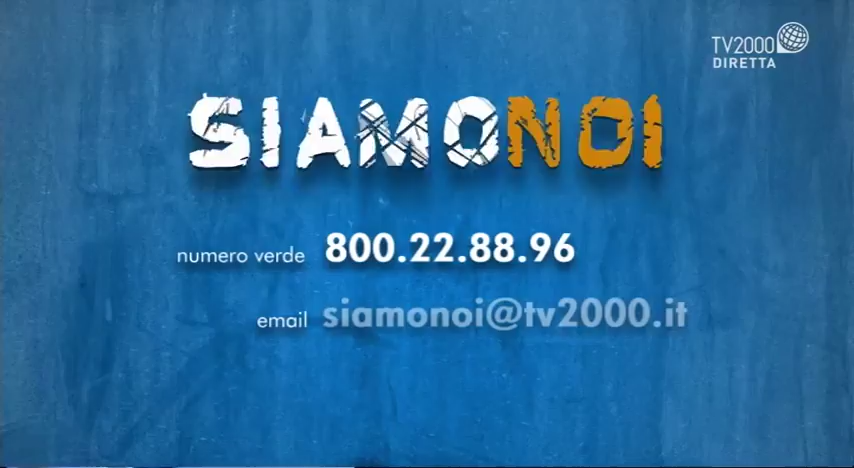 TV2000
DIRETTA
SIAMONOI
numero verde 800.22.88.96
email siamonoi@tv2000.it